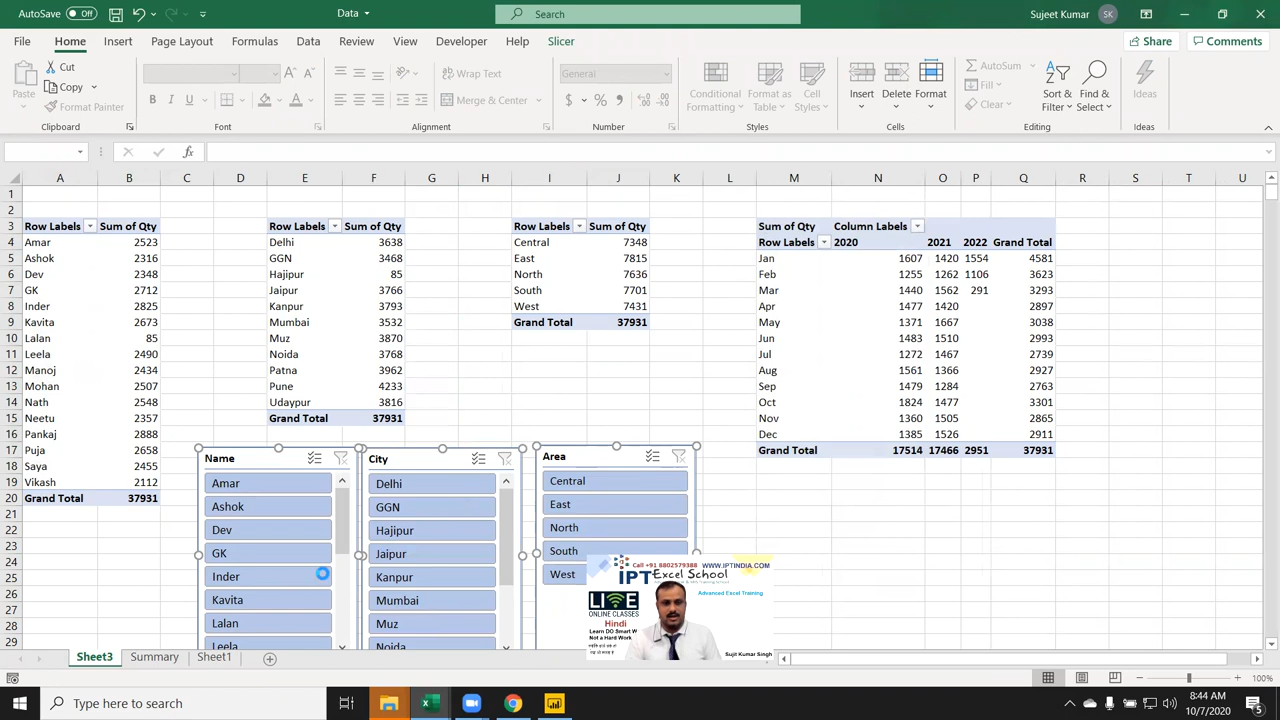 AutoSave Off
Data
Search
Sujeet Kumar SK
File Home Insert Page Layout Formulas Data Review View Developer Help Slicer
Share Comments
Paste
Cut
Copy
Format Painter
Clipboard
B I U
Font
Wrap Text
Merge & Center
Alignment
General
$ % ,
Number
Conditional Formatting
Format as Table
Cell Styles
Styles
Insert Delete Format
Cells
AutoSum
Fill
Clear
Sort & Filter
Find & Select
Editing
Ideas
Ideas
fx
A B C D E F G H I J K L M N O P Q R S T U
1
2
3 Row Labels Sum of Qty Row Labels Sum of Qty Row Labels Sum of Qty Sum of Qty Column Labels
4 Amar 2523 Delhi 3638 Central 7348 Row Labels 2020 2021 2022 Grand Total
5 Ashok 2316 GGN 3468 East 7815 Jan 1607 1420 1554 4581
6 Dev 2348 Hajipur 85 North 7636 Feb 1255 1262 1106 3623
7 GK 2712 Jaipur 3766 South 7701 Mar 1440 1562 291 3293
8 Inder 2825 Kanpur 3793 West 7431 Apr 1477 1420 2897
9 Kavita 2673 Mumbai 3532 Grand Total 37931 May 1371 1667 3038
10 Lalan 85 Muz 3870 Jun 1483 1510 2993
11 Leela 2490 Noida 3768 Jul 1272 1467 2739
12 Manoj 2434 Patna 3962 Aug 1561 1366 2927
13 Mohan 2507 Pune 4233 Sep 1479 1284 2763
14 Nath 2548 Udaypur 3816 Oct 1824 1477 3301
15 Neetu 2357 Grand Total 37931 Nov 1360 1505 2865
16 Pankaj 2888 Dec 1385 1526 2911
17 Puja 2658 Grand Total 17514 17466 2951 37931
18 Saya 2455
19 Vikash 2112
20 Grand Total 37931
21
22
23
24
25
26
27
28
29
Name
Amar
Ashok
Dev
GK
Inder
Kavita
Lalan
Leela
City
Delhi
GGN
Hajipur
Jaipur
Kanpur
Mumbai
Muz
Noida
Area
Central
East
North
South
West
Call +91 8802579388 WWW.IPTINDIA.COM
IPTExcel School
Advanced Excel Training
LIVE
ONLINE CLASSES
Hindi
Learn DO Smart W
Not a Hard Work
Sujit Kumar Singh
Sheet3 Summary Sheet1
100%
Type here to search
8:44 AM
10/7/2020
5